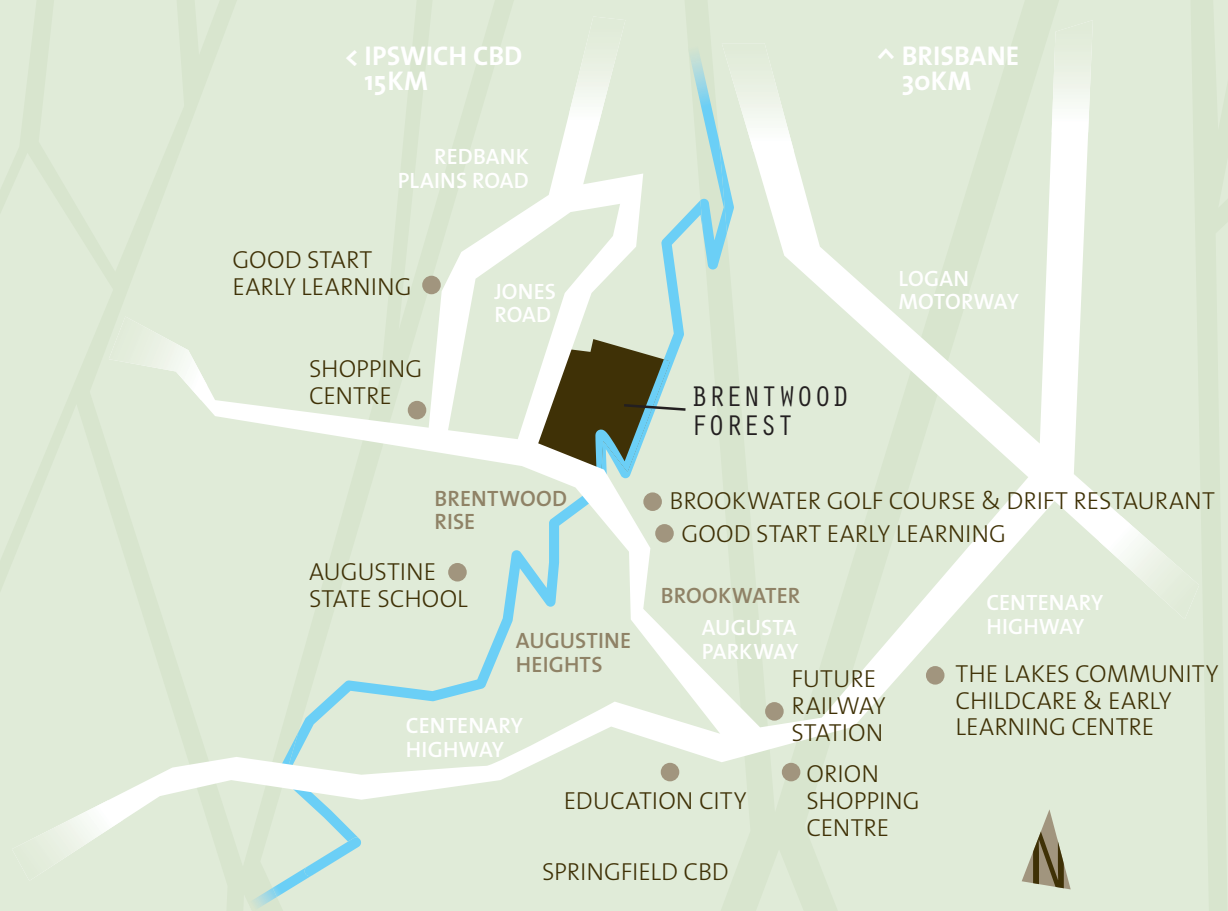 < IPSWICH CBD
15KM
^ BRISBANE
30KM
REDBANK
PLAINS ROAD
GOOD START
EARLY LEARNING
JONES
ROAD
LOGAN
MOTORWAY
SHOPPING
CENTRE
BRENTWOOD
FOREST
BRENTWOOD
RISE
BROOKWATER GOLF COURSE & DRIFT RESTAURANT
GOOD START EARLY LEARNING
AUGUSTINE
STATE SCHOOL
BROOKWATER
CENTENARY
HIGHWAY
AUGUSTA
PARKWAY
AUGUSTINE
HEIGHTS
FUTURE
RAILWAY
STATION
THE LAKES COMMUNITY
CHILDCARE & EARLY
LEARNING CENTRE
CENTENARY
HIGHWAY
EDUCATION CITY
ORION
SHOPPING
CENTRE
SPRINGFIELD CBD
N